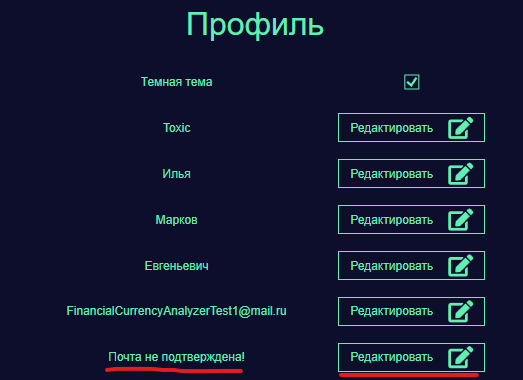 Профиль
Темная тема
Toxic Редактировать
Илья Редактировать
Марков Редактировать
Евгеньевич Редактировать
FinancialCurrencyAnalyzerTest1@mail.ru Редактировать
Почта не подтверждена! Редактировать